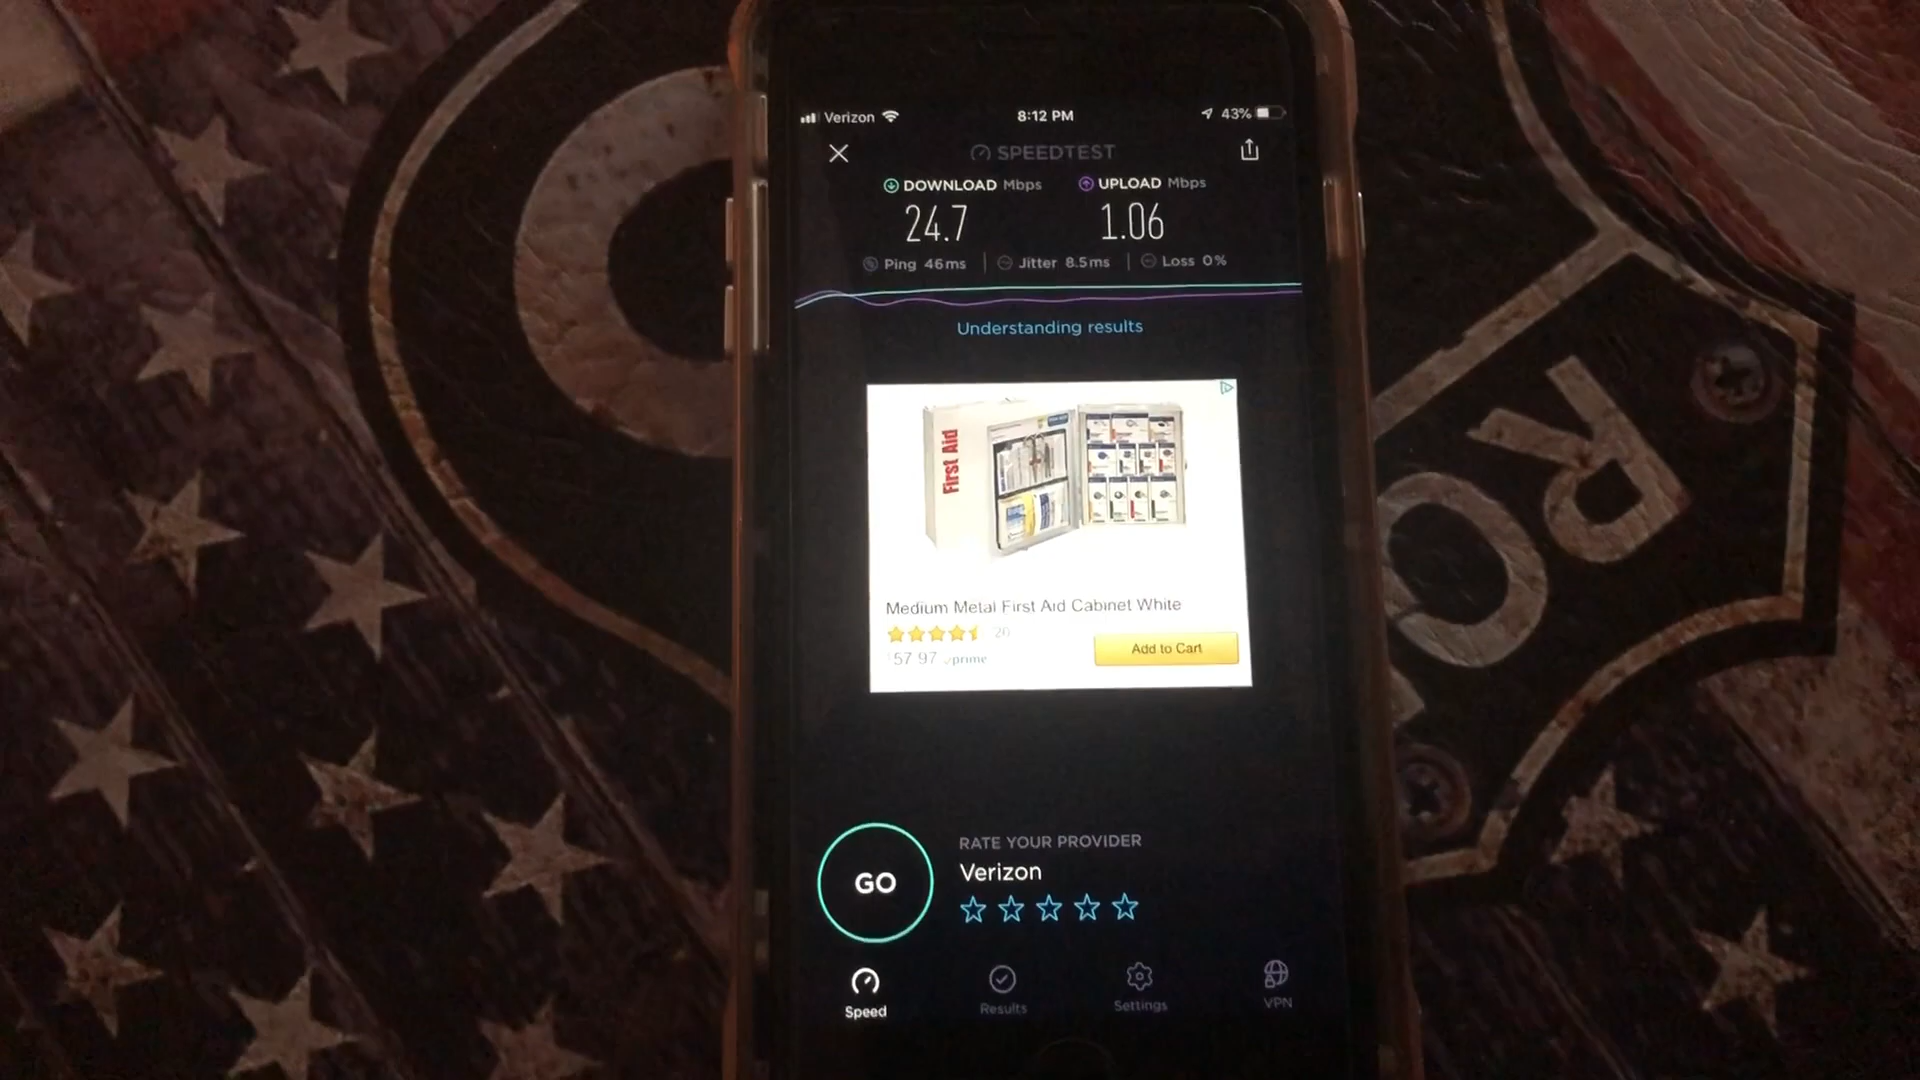 Verizon 8:12 PM 43%
SPEEDTEST
DOWNLOAD Mbps UPLOAD Mbps
24.7 1.06
Ping 46ms Jitter 8.5ms Loss 0%
Understanding results
First Aid
Medium Metal First Aid Cabinet White
26
$57.97 prime
Add to Cart
RATE YOUR PROVIDER
Verizon
GO
Speed Results Settings VPN